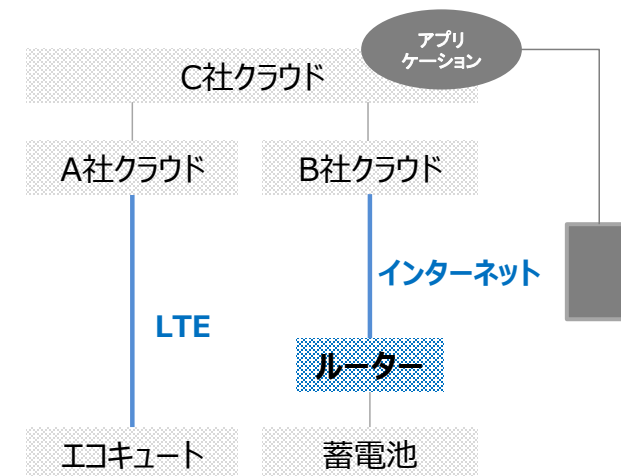 アプリ
ケーション
C社クラウド
A社クラウド
B社クラウド
インターネット
LTE
ルーター
エコキュート
蓄電池